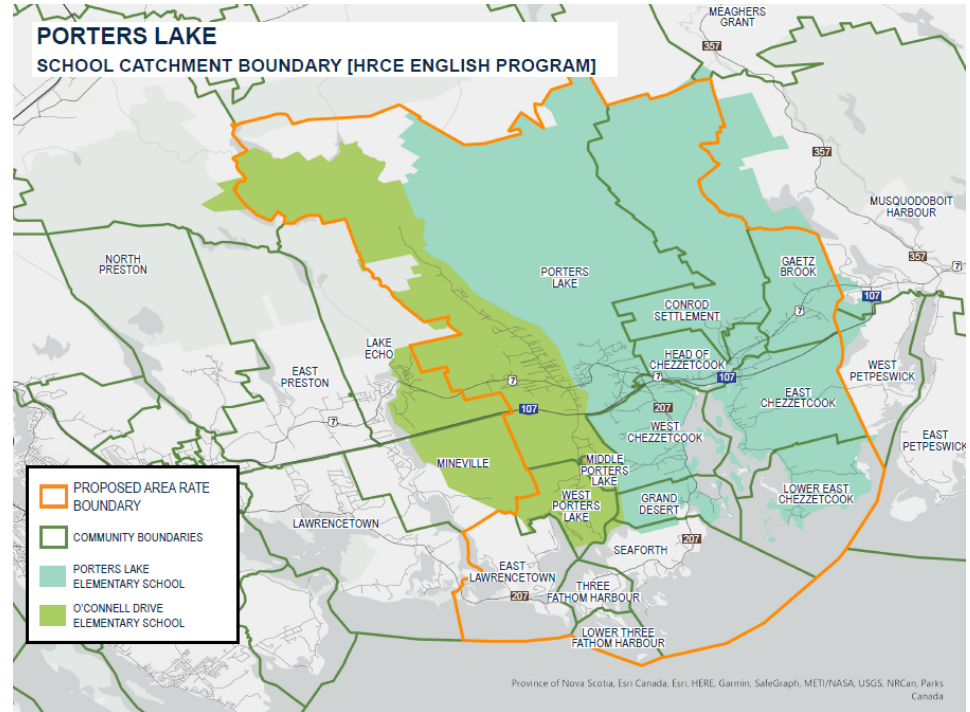 PORTERS LAKE
SCHOOL CATCHMENT BOUNDARY [HRCE ENGLISH PROGRAM]
MEAGHERS
GRANT
357
357
MUSQUODOBOIT
HARBOUR
357
7
NORTH
PRESTON
GAETZ
BROOK
PORTERS
LAKE
107
CONROD
SETTLEMENT
7
LAKE
ECHO
HEAD OF
CHEZZETCOOK
WEST
PETPESWICK
EAST
PRESTON
7
7
107
EAST
CHEZZETCOOK
107
207
7
WEST
CHEZZETCOOK
EAST
PETPESWICK
MINEVILLE
MIDDLE
PORTERS
LAKE
LOWER EAST
CHEZZETCOOK
WEST
PORTERS
LAKE
GRAND
DESERT
LAWRENCETOWN
207
SEAFORTH
EAST
LAWRENCETOWN
THREE
FATHOM HARBOUR
207
LOWER THREE
FATHOM HARBOUR
PROPOSED AREA RATE
BOUNDARY
COMMUNITY BOUNDARIES
PORTERS LAKE
ELEMENTARY SCHOOL
O'CONNELL DRIVE
ELEMENTARY SCHOOL
Province of Nova Scotia, Esri Canada, Esri, HERE, Garmin, SafeGraph, METI/NASA, USGS, NRCan, Parks
Canada